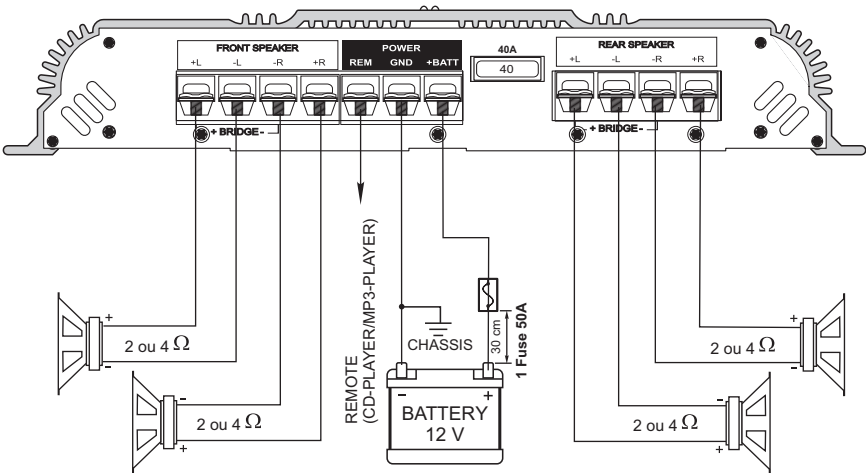 FRONT SPEAKER
+L -L -R +R
POWER
REM GND +BATT
40A
40
REAR SPEAKER
+L -L -R +R
+ BRIDGE -
+ BRIDGE -
REMOTE
(CD-PLAYER/MP3-PLAYER)
CHASSIS
30 cm
1 Fuse 50A
- +
BATTERY
12 V
+
2 ou 4 Ω
-
-
2 ou 4 Ω
+
+
2 ou 4 Ω
-
-
2 ou 4 Ω
+